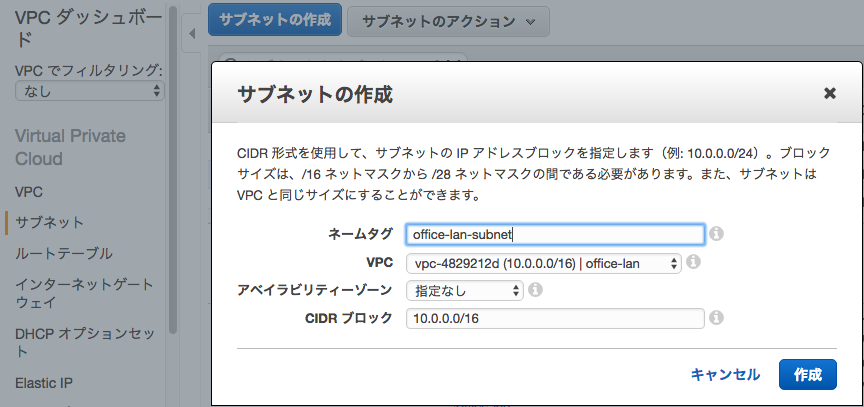 VPC ダッシュボー
ド
VPC でフィルタリング:
なし
Virtual Private
Cloud
VPC
サブネット
ルートテーブル
インターネットゲート
ウェイ
DHCP オプションセッ
ト
Elastic IP
サブネットの作成
サブネットのアクション
サブネットの作成
CIDR 形式を使用して、サブネットの IP アドレスブロックを指定します（例: 10.0.0.0/24）。ブロック
サイズは、/16 ネットマスクから /28 ネットマスクの間である必要があります。また、サブネットは
VPC と同じサイズにすることができます。
ネームタグ office-lan-subnet
VPC vpc-4829212d (10.0.0.0/16) | office-lan
アベイラビリティーゾーン 指定なし
CIDR ブロック 10.0.0.0/16
キャンセル 作成